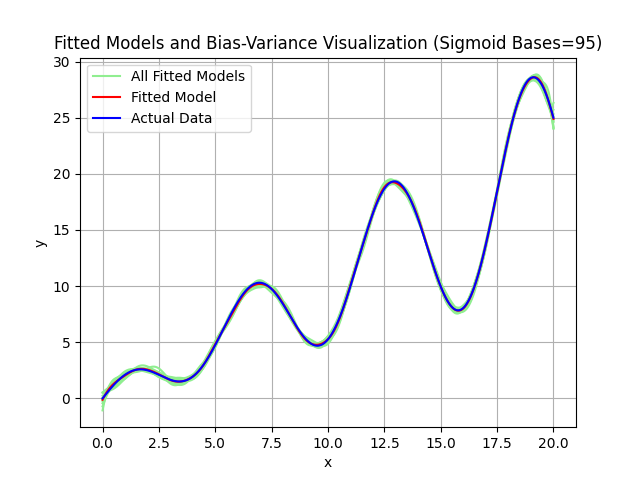 Fitted Models and Bias-Variance Visualization (Sigmoid Bases=95)
All Fitted Models
Fitted Model
Actual Data
30
25
20
15
10
5
0
y
0.0 2.5 5.0 7.5 10.0 12.5 15.0 17.5 20.0
x